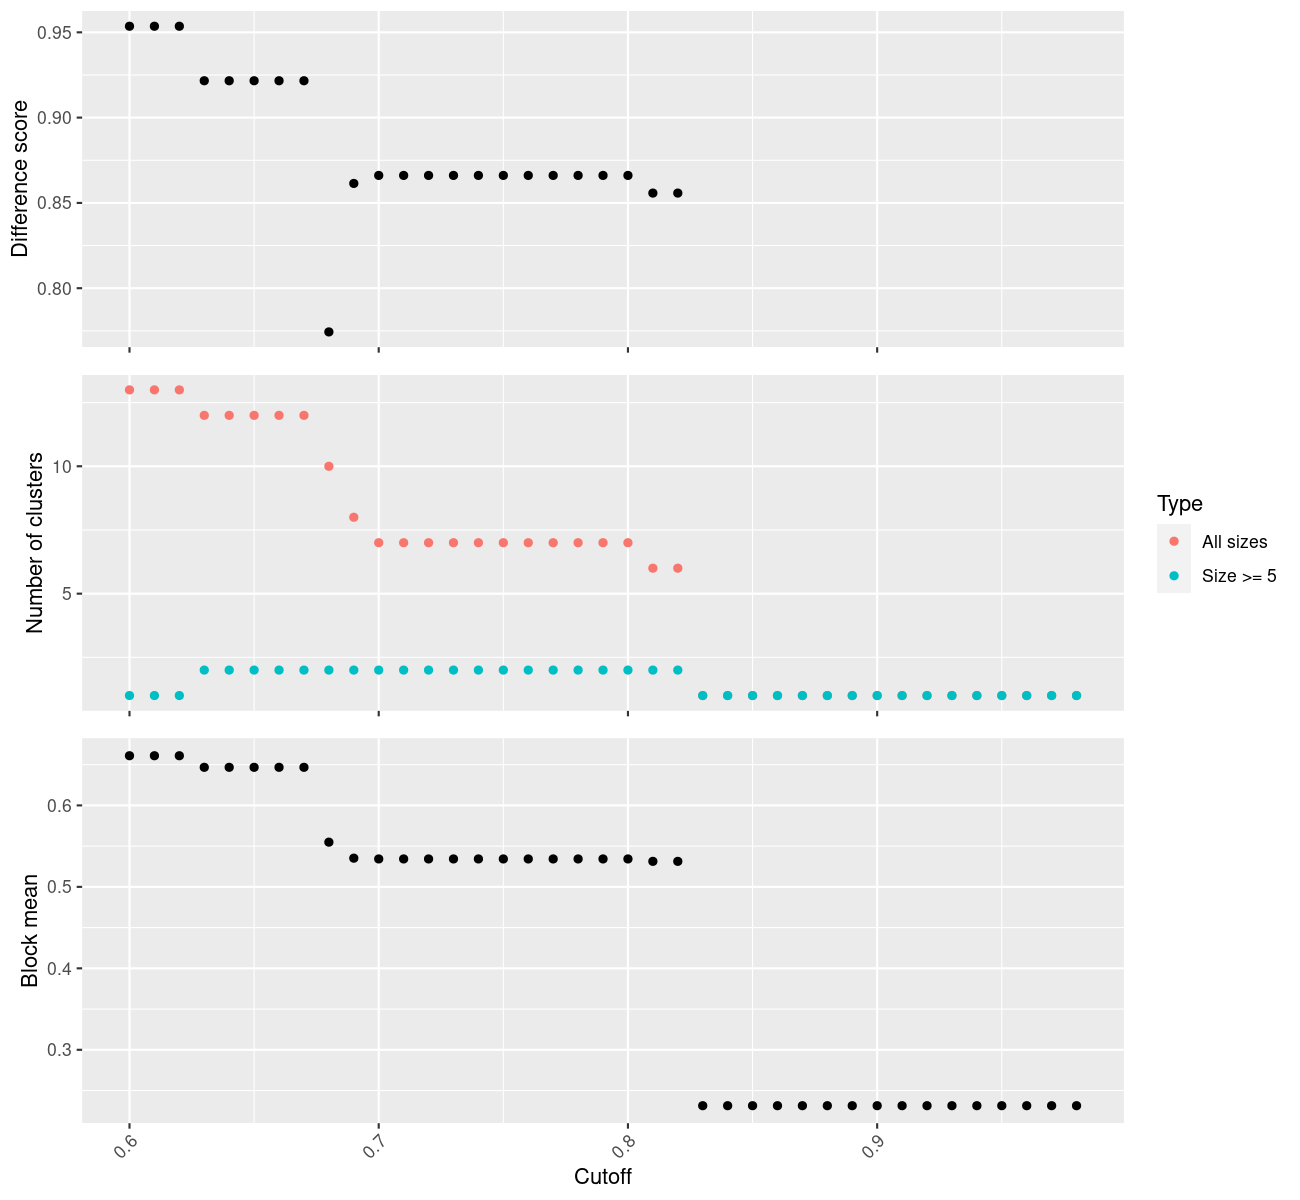 Difference score
0.95
0.90
0.85
0.80
Number of clusters
10
5
Type
All sizes
Size >= 5
Block mean
0.6
0.5
0.4
0.3
0.6
0.7
0.8
0.9
Cutoff